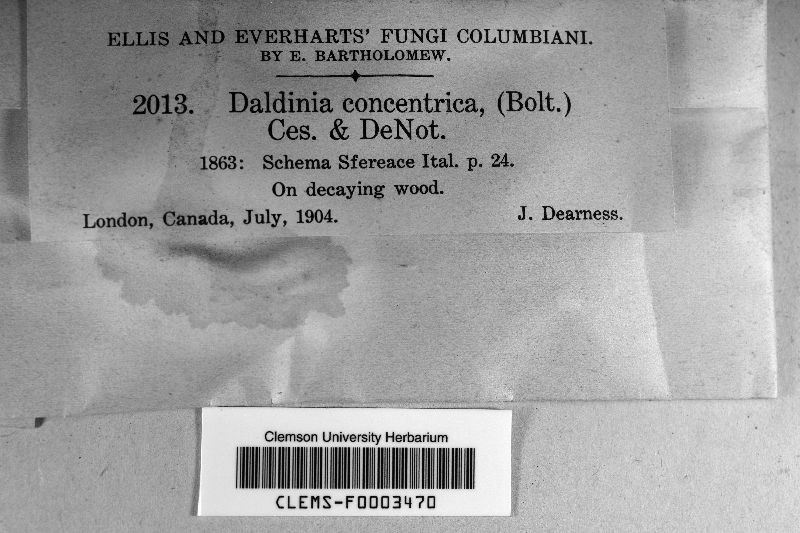 ELLIS AND EVERHARTS' FUNGI COLUMBIANI.
BY E. BARTHOLOMEW.
2013. Daldinia concentrica, (Bolt.)
Ces. & DeNot.
1863: Schema Sfereace Ital. p. 24.
On decaying wood.
London, Canada, July, 1904. J. Dearness.
Clemson University Herbarium
CLEMS-F0003470